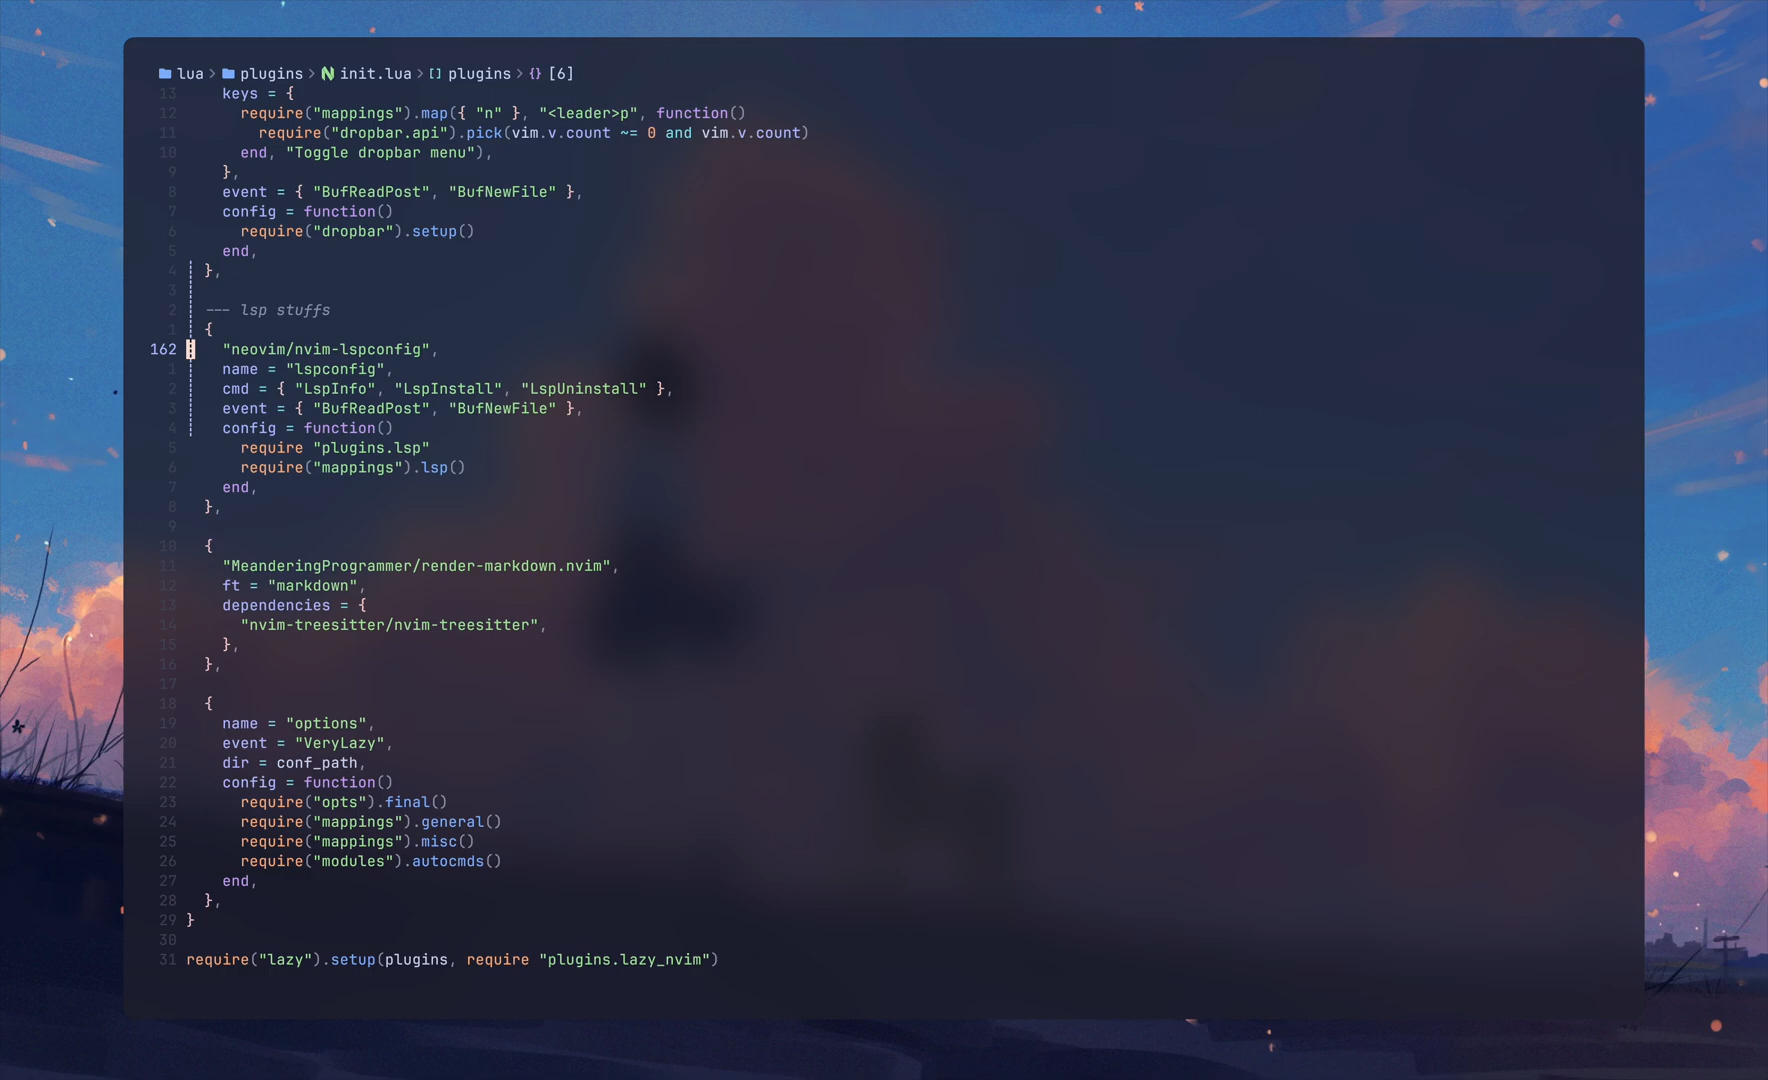 lua > plugins > init.lua > plugins > {} [6]
13 keys = {
12 require("mappings").map({ "n" }, "<leader>p", function()
11 require("dropbar.api").pick(vim.v.count ~= 0 and vim.v.count)
10 end, "Toggle dropbar menu"),
9 },
8 event = { "BufReadPost", "BufNewFile" },
7 config = function()
6 require("dropbar").setup()
5 end,
4 },
3
2 --- lsp stuffs
1 {
162 "neovim/nvim-lspconfig",
1 name = "lspconfig",
2 cmd = { "LspInfo", "LspInstall", "LspUninstall" },
3 event = { "BufReadPost", "BufNewFile" },
4 config = function()
5 require "plugins.lsp"
6 require("mappings").lsp()
7 end,
8 },
9
10 {
11 "MeanderingProgrammer/render-markdown.nvim",
12 ft = "markdown",
13 dependencies = {
14 "nvim-treesitter/nvim-treesitter",
15 },
16 },
17
18 {
19 name = "options",
20 event = "VeryLazy",
21 dir = conf_path,
22 config = function()
23 require("opts").final()
24 require("mappings").general()
25 require("mappings").misc()
26 require("modules").autocmds()
27 end,
28 },
29 }
30
31 require("lazy").setup(plugins, require "plugins.lazy_nvim")